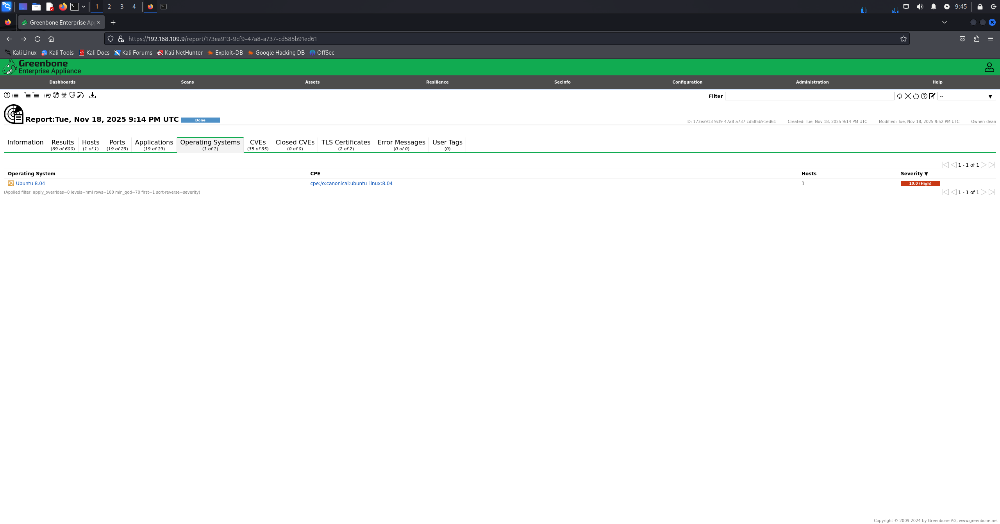 1 2 3 4 9:45
Greenbone Enterprise Ap
https://192.168.109.9/report/173ea913-9cf9-47a8-a737-cd585b91ed61
Kali Linux Kali Tools Kali Docs Kali Forums Kali NetHunter Exploit-DB Google Hacking DB OffSec
Greenbone
Enterprise Appliance
Dashboards Scans Assets Resilience SecInfo Configuration Administration Help
Filter --
Report:Tue, Nov 18, 2025 9:14 PM UTC Done ID: 173ea913-9cf9-47a8-a737-cd585b91ed61 Created: Tue, Nov 18, 2025 9:14 PM UTC Modified: Tue, Nov 18, 2025 9:52 PM UTC Owner: dean
Information Results Hosts Ports Applications Operating Systems CVEs Closed CVEs TLS Certificates Error Messages User Tags
(69 of 600) (1 of 1) (19 of 23) (19 of 19) (1 of 1) (35 of 35) (0 of 0) (2 of 2) (0 of 0) (0)
1 - 1 of 1
Operating System CPE Hosts Severity ▼
Ubuntu 8.04 cpe:/o:canonical:ubuntu_linux:8.04 1 10.0 (High)
(Applied filter: apply_overrides=0 levels=hml rows=100 min_qod=70 first=1 sort-reverse=severity) 1 - 1 of 1
Copyright © 2009-2024 by Greenbone AG, www.greenbone.net